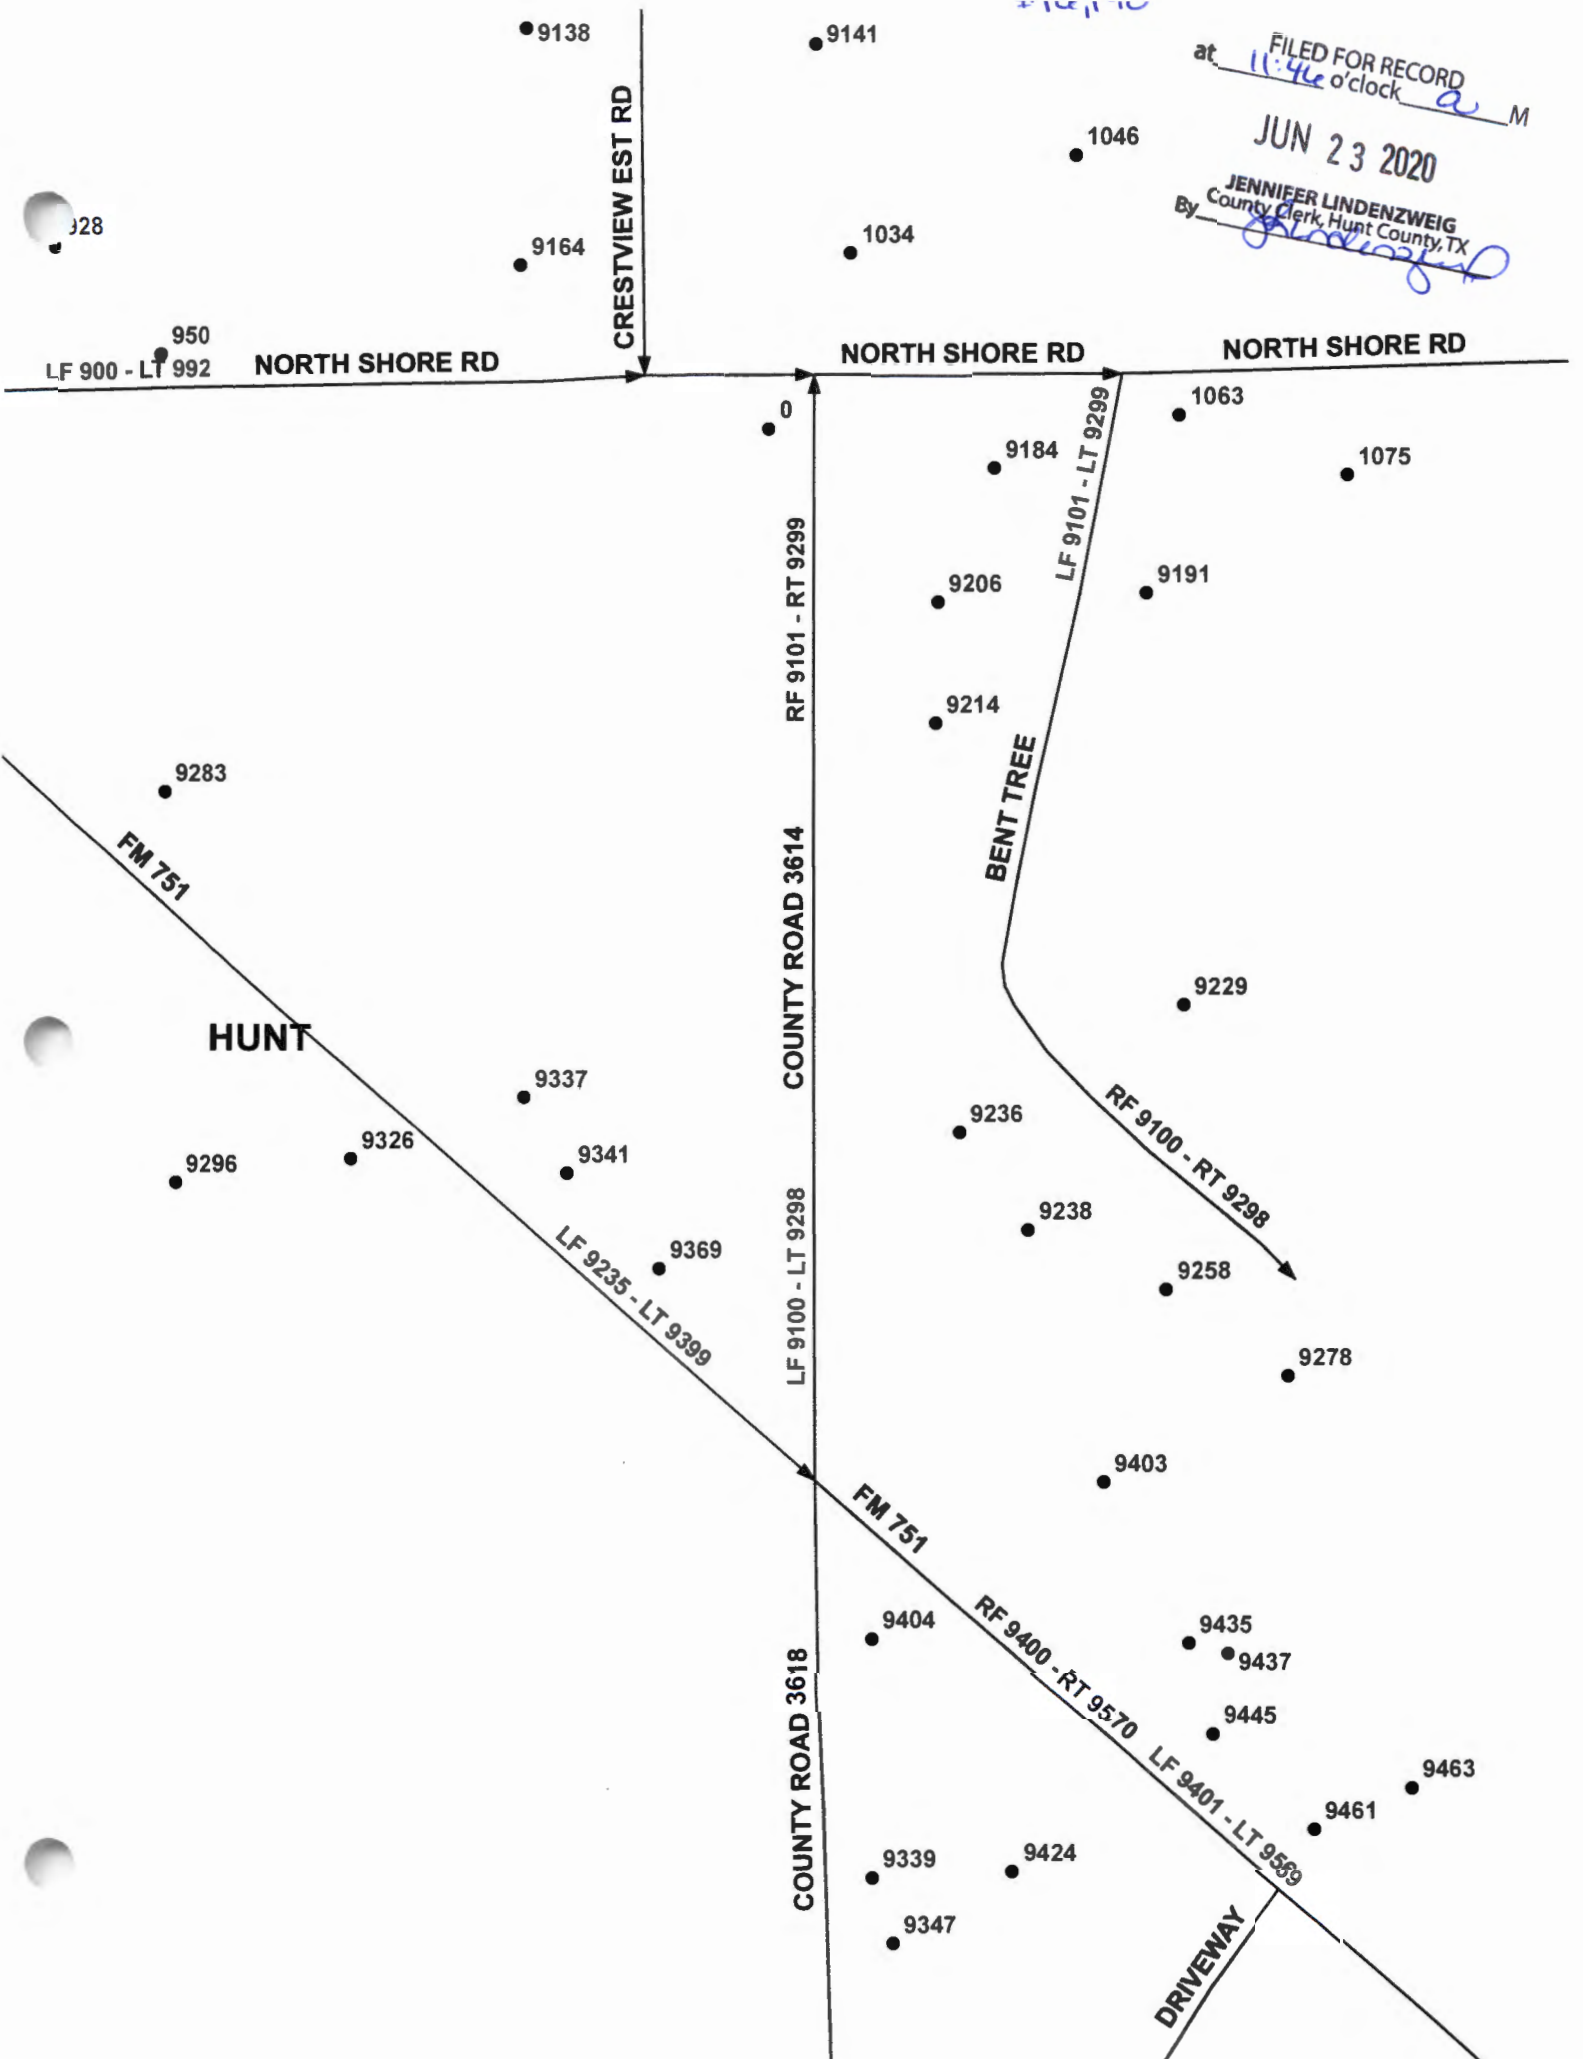 9138
9141
FILED FOR RECORD
at 11:46 o'clock a M
JUN 23 2020
JENNIFER LINDENZWEIG
County Clerk, Hunt County, TX
By
1046
CRESTVIEW EST RD
928
9164
1034
950
LF 900 - LT 992
NORTH SHORE RD
NORTH SHORE RD
NORTH SHORE RD
0
1063
9184
1075
LF 9101 - LT 9299
RF 9101 - RT 9299
9206
9191
9214
BENT TREE
9283
FM 751
COUNTY ROAD 3614
9229
HUNT
9337
9236
RF 9100 - RT 9298
9326
9341
9296
9238
LF 9100 - LT 9298
9369
LF 9235 - LT 9399
9258
9278
9403
FM 751
9404
RF 9400 - RT 9570
9435
9437
COUNTY ROAD 3618
9445
LF 9401 - LT 9569
9463
9461
9339
9424
9347
DRIVEWAY